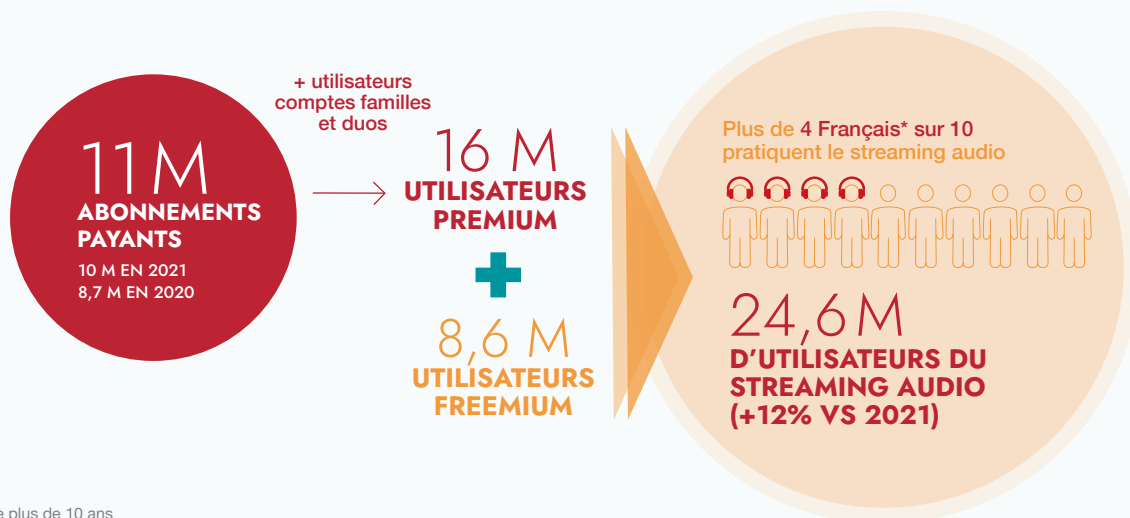 11 M
ABONNEMENTS
PAYANTS
10 M EN 2021
8,7 M EN 2020
+ utilisateurs
comptes familles
et duos
16 M
UTILISATEURS
PREMIUM
8,6 M
UTILISATEURS
FREEMIUM
Plus de 4 Français* sur 10
pratiquent le streaming audio
24,6 M
D'UTILISATEURS DU
STREAMING AUDIO
(+12% VS 2021)
plus de 10 ans